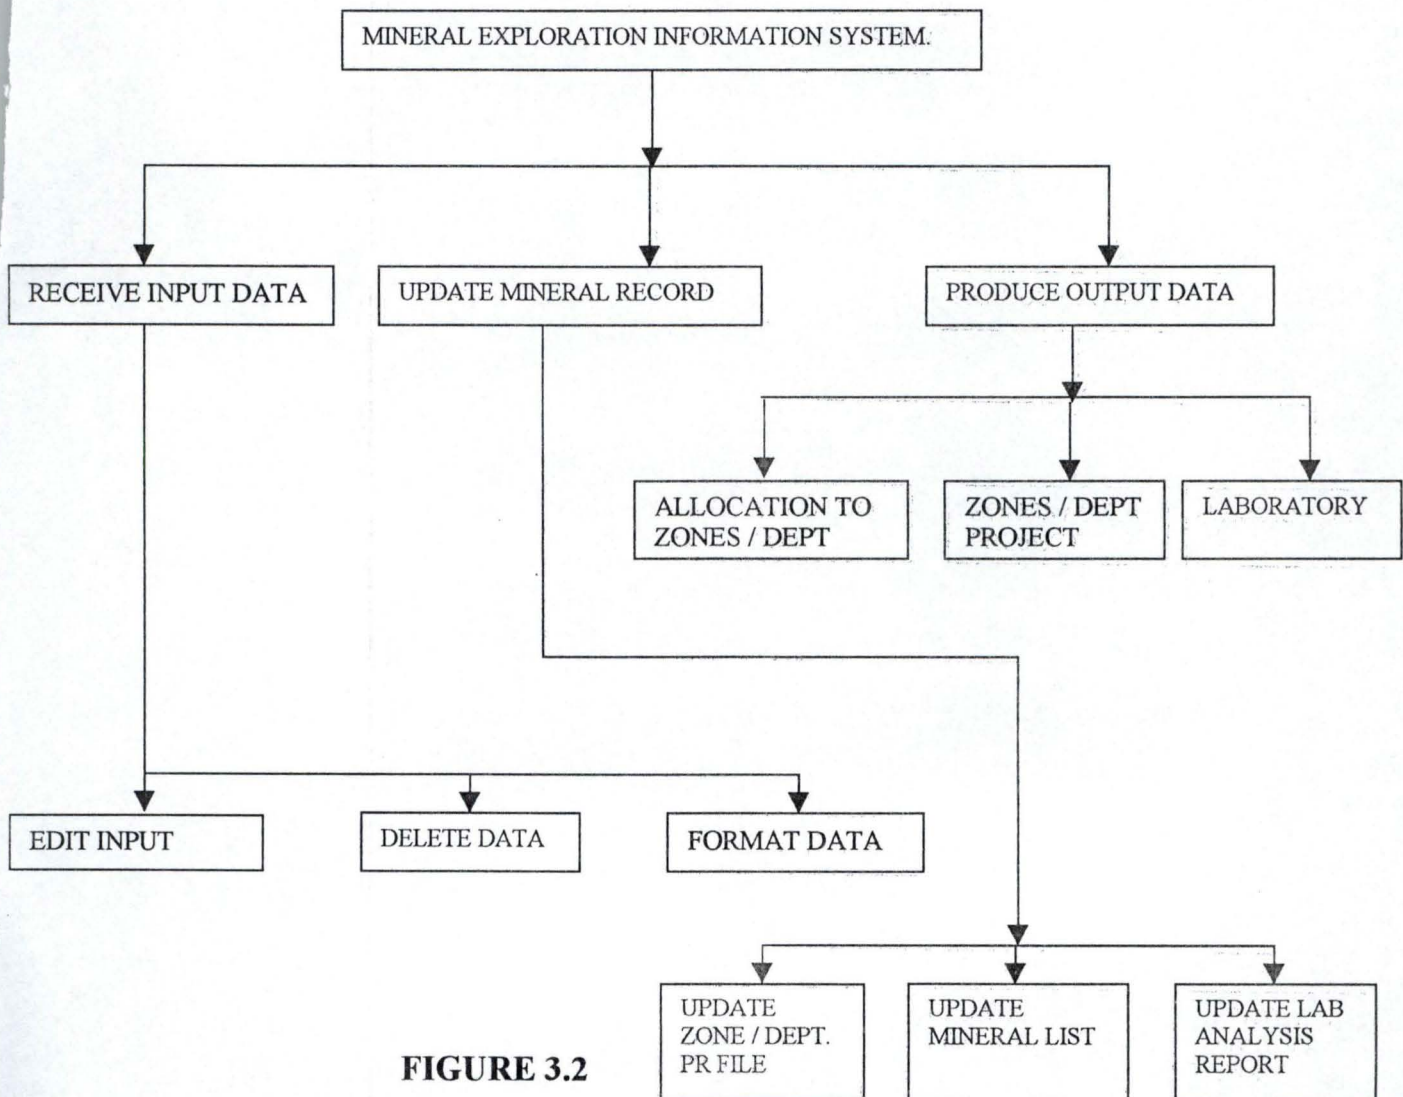 MINERAL EXPLORATION INFORMATION SYSTEM.
RECEIVE INPUT DATA
UPDATE MINERAL RECORD
PRODUCE OUTPUT DATA
ALLOCATION TO
ZONES / DEPT
ZONES / DEPT
PROJECT
LABORATORY
EDIT INPUT
DELETE DATA
FORMAT DATA
UPDATE
ZONE / DEPT.
PR FILE
UPDATE
MINERAL LIST
UPDATE LAB
ANALYSIS
REPORT
FIGURE 3.2